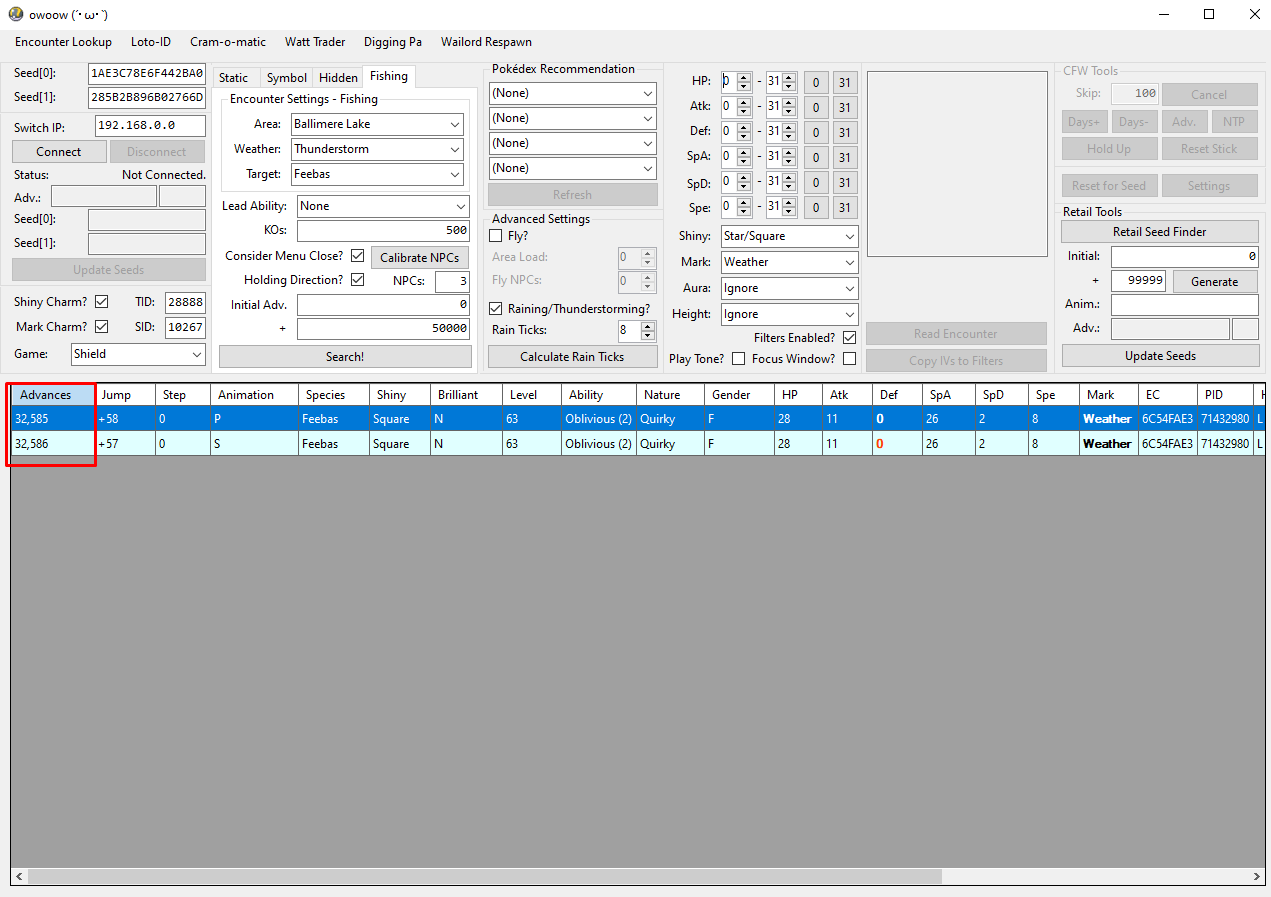 owoow (´･ω･`)
Encounter Lookup Loto-ID Cram-o-matic Watt Trader Digging Pa Wailord Respawn
Seed[0]: 1AE3C78E6F442BA0
Seed[1]: 285B2B896B02766D
Switch IP: 192.168.0.0
Connect Disconnect
Status: Not Connected.
Adv.:
Seed[0]:
Seed[1]:
Update Seeds
Shiny Charm? TID: 28888
Mark Charm? SID: 10267
Game: Shield
Static Symbol Hidden Fishing
Encounter Settings - Fishing
Area: Ballimere Lake
Weather: Thunderstorm
Target: Feebas
Lead Ability: None
KOs: 500
Consider Menu Close? Calibrate NPCs
Holding Direction? NPCs: 3
Initial Adv. 0
+ 50000
Search!
Pokédex Recommendation
(None)
(None)
(None)
(None)
Refresh
Advanced Settings
Fly?
Area Load: 0
Fly NPCs: 0
Raining/Thunderstorming?
Rain Ticks: 8
Calculate Rain Ticks
HP: 0 - 31 0 31
Atk: 0 - 31 0 31
Def: 0 - 31 0 31
SpA: 0 - 31 0 31
SpD: 0 - 31 0 31
Spe: 0 - 31 0 31
Shiny: Star/Square
Mark: Weather
Aura: Ignore
Height: Ignore
Filters Enabled?
Play Tone? Focus Window?
Read Encounter
Copy IVs to Filters
CFW Tools
Skip: 100 Cancel
Days+ Days- Adv. NTP
Hold Up Reset Stick
Reset for Seed Settings
Retail Tools
Retail Seed Finder
Initial: 0
+ 99999 Generate
Anim.:
Adv.:
Update Seeds
Advances Jump Step Animation Species Shiny Brilliant Level Ability Nature Gender HP Atk Def SpA SpD Spe Mark EC PID
32,585 +58 0 P Feebas Square N 63 Oblivious (2) Quirky F 28 11 0 26 2 8 Weather 6C54FAE3 71432980 L
32,586 +57 0 S Feebas Square N 63 Oblivious (2) Quirky F 28 11 0 26 2 8 Weather 6C54FAE3 71432980 L